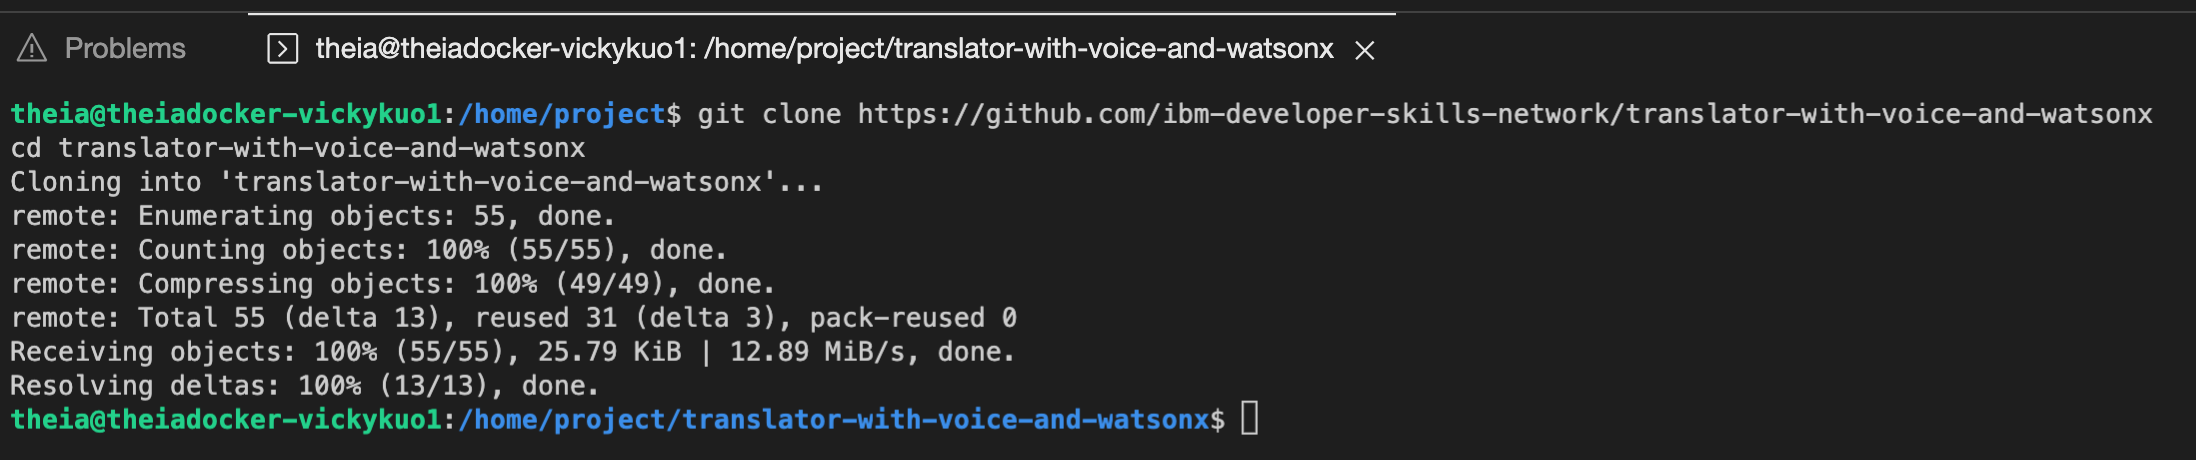 Problems
theia@theiadocker-vickykuo1: /home/project/translator-with-voice-and-watsonx
theia@theiadocker-vickykuo1:/home/project$ git clone https://github.com/ibm-developer-skills-network/translator-with-voice-and-watsonx
cd translator-with-voice-and-watsonx
Cloning into 'translator-with-voice-and-watsonx'...
remote: Enumerating objects: 55, done.
remote: Counting objects: 100% (55/55), done.
remote: Compressing objects: 100% (49/49), done.
remote: Total 55 (delta 13), reused 31 (delta 3), pack-reused 0
Receiving objects: 100% (55/55), 25.79 KiB | 12.89 MiB/s, done.
Resolving deltas: 100% (13/13), done.
theia@theiadocker-vickykuo1:/home/project/translator-with-voice-and-watsonx$